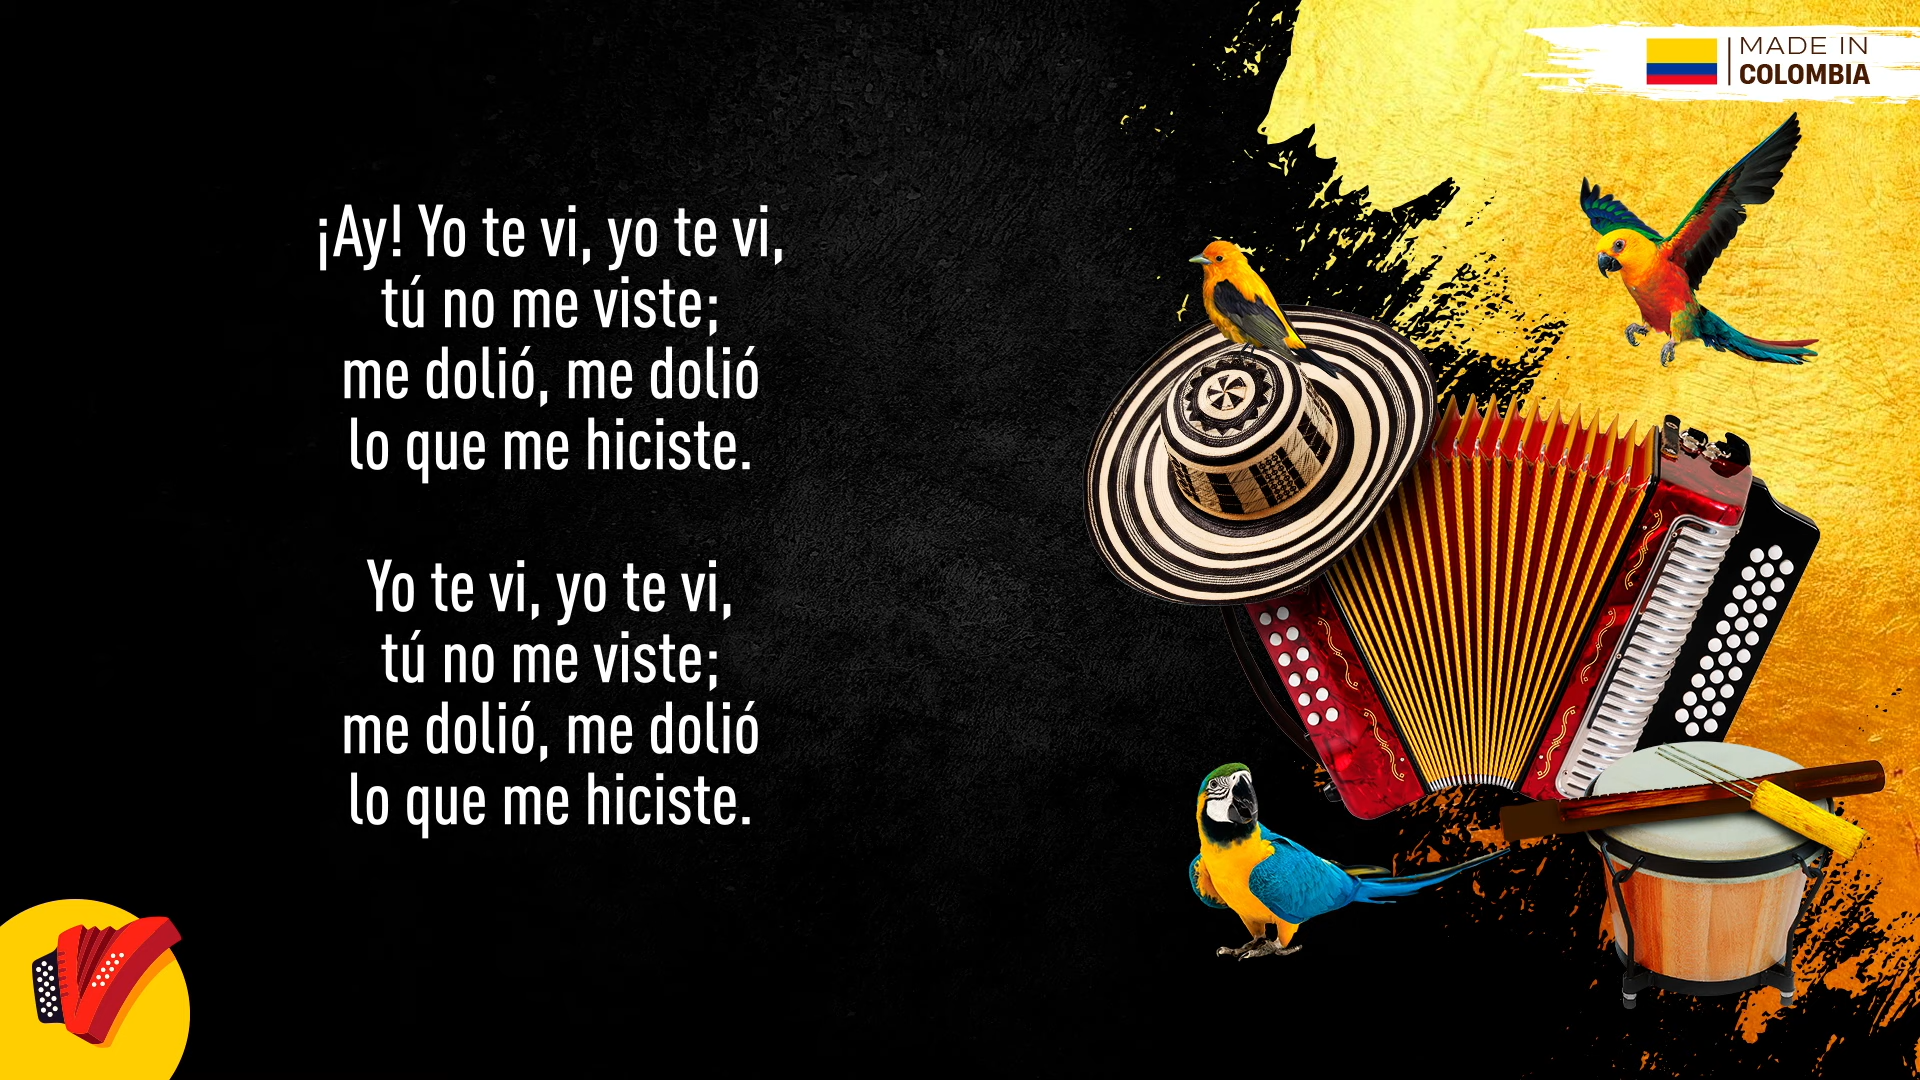 MADE IN
COLOMBIA
¡Ay! Yo te vi, yo te vi,
tú no me viste;
me dolió, me dolió
lo que me hiciste.
Yo te vi, yo te vi,
tú no me viste;
me dolió, me dolió
lo que me hiciste.